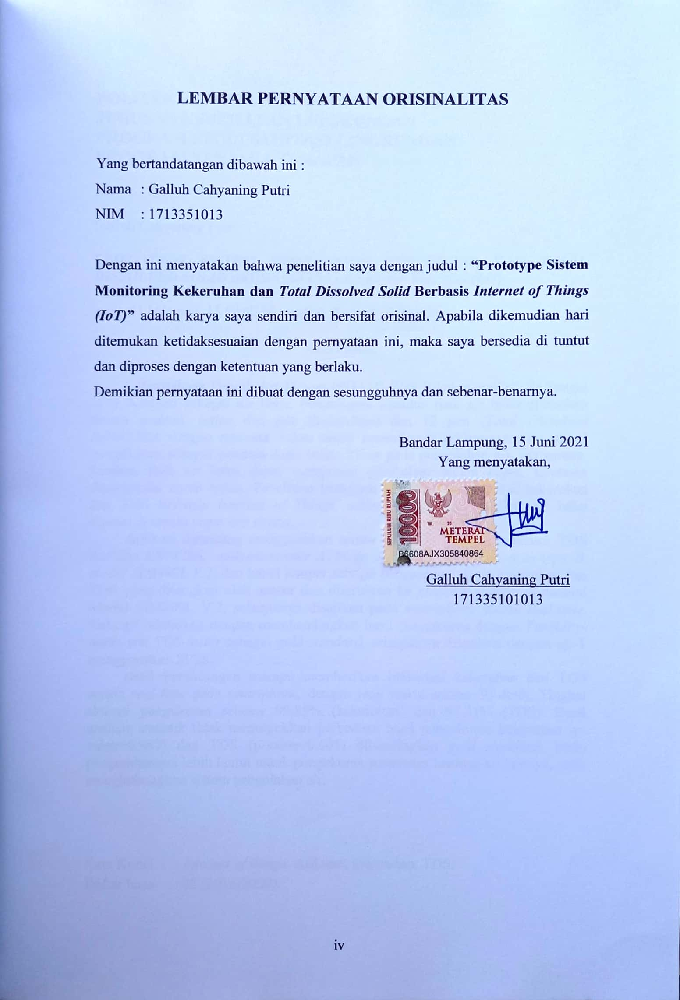 LEMBAR PERNYATAAN ORISINALITAS
Yang bertandatangan dibawah ini :
Nama : Galluh Cahyaning Putri
NIM : 1713351013
Dengan ini menyatakan bahwa penelitian saya dengan judul : “Prototype Sistem
Monitoring Kekeruhan dan Total Dissolved Solid Berbasis Internet of Things
(IoT)” adalah karya saya sendiri dan bersifat orisinal. Apabila dikemudian hari
ditemukan ketidaksesuaian dengan pernyataan ini, maka saya bersedia di tuntut
dan diproses dengan ketentuan yang berlaku.
Demikian pernyataan ini dibuat dengan sesungguhnya dan sebenar-benarnya.
Bandar Lampung, 15 Juni 2021
Yang menyatakan,
SEPULUH RIBU RUPIAH
10000
TGL. 20
METERAI
TEMPEL
B6608AJX305840864
Galluh Cahyaning Putri
171335101013
iv